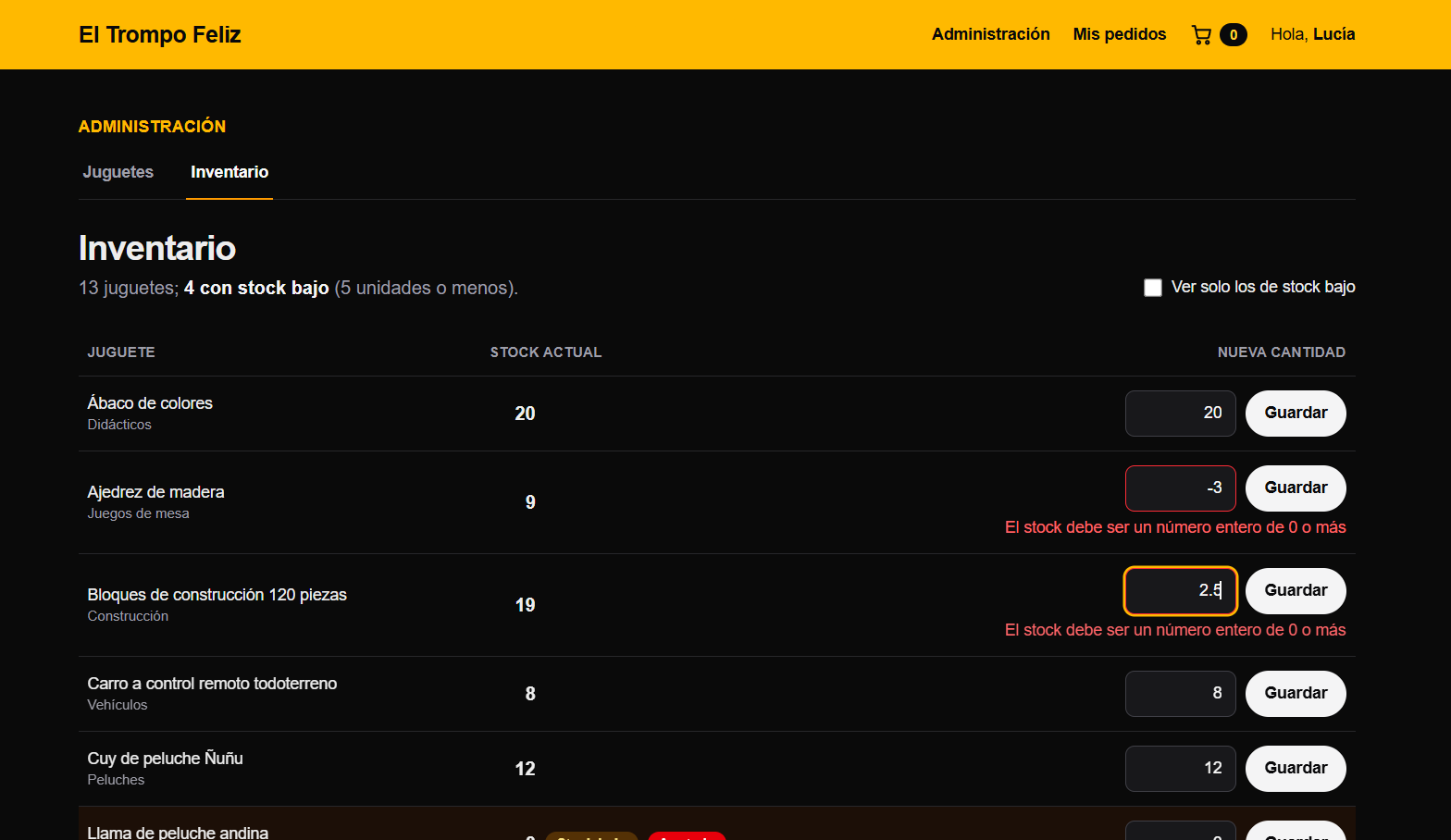 El Trompo Feliz
Administración Mis pedidos 0 Hola, Lucía
ADMINISTRACIÓN
Juguetes Inventario
Inventario
13 juguetes; 4 con stock bajo (5 unidades o menos).
Ver solo los de stock bajo
JUGUETE STOCK ACTUAL NUEVA CANTIDAD
Ábaco de colores
Didácticos
20 20 Guardar
Ajedrez de madera
Juegos de mesa
9 -3 Guardar
El stock debe ser un número entero de 0 o más
Bloques de construcción 120 piezas
Construcción
19 2.5 Guardar
El stock debe ser un número entero de 0 o más
Carro a control remoto todoterreno
Vehículos
8 8 Guardar
Cuy de peluche Ñuñu
Peluches
12 12 Guardar
Llama de peluche andina